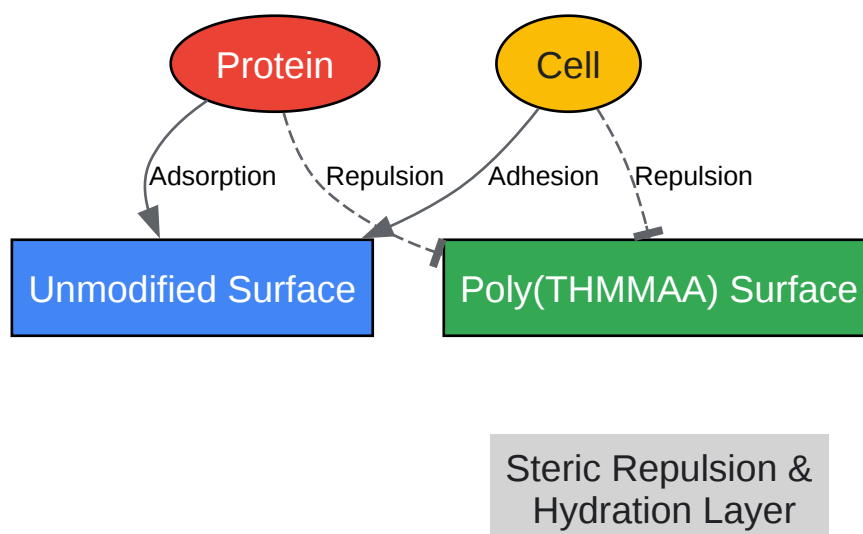 Protein
Cell
Adsorption
Repulsion
Adhesion
Repulsion
Unmodified Surface
Poly(THMMAA) Surface
Steric Repulsion &
Hydration Layer